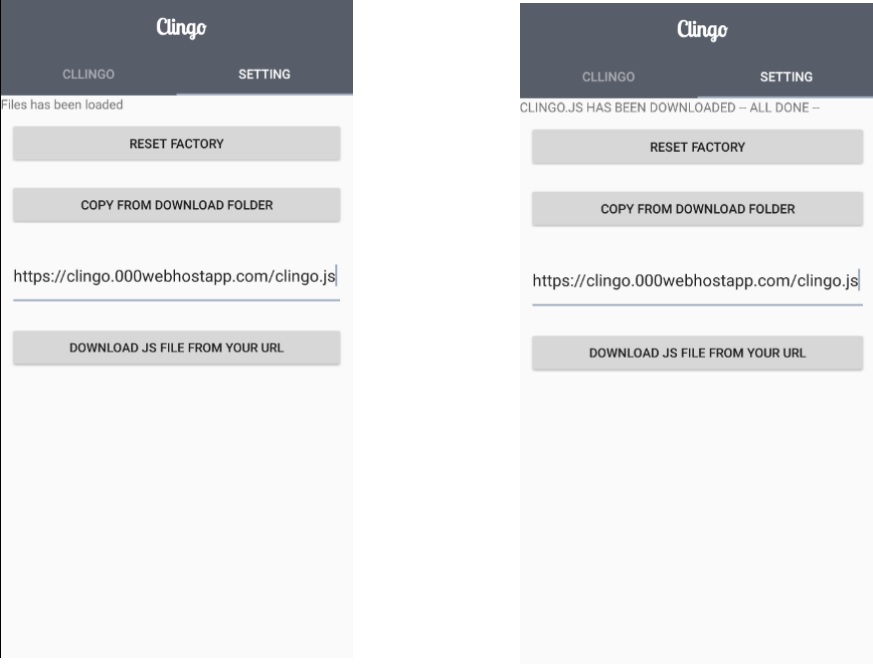 Clingo
CLLINGO SETTING
Files has been loaded
RESET FACTORY
COPY FROM DOWNLOAD FOLDER
https://clingo.000webhostapp.com/clingo.js
DOWNLOAD JS FILE FROM YOUR URL
Clingo
CLLINGO SETTING
CLINGO.JS HAS BEEN DOWNLOADED -- ALL DONE --
RESET FACTORY
COPY FROM DOWNLOAD FOLDER
https://clingo.000webhostapp.com/clingo.js
DOWNLOAD JS FILE FROM YOUR URL